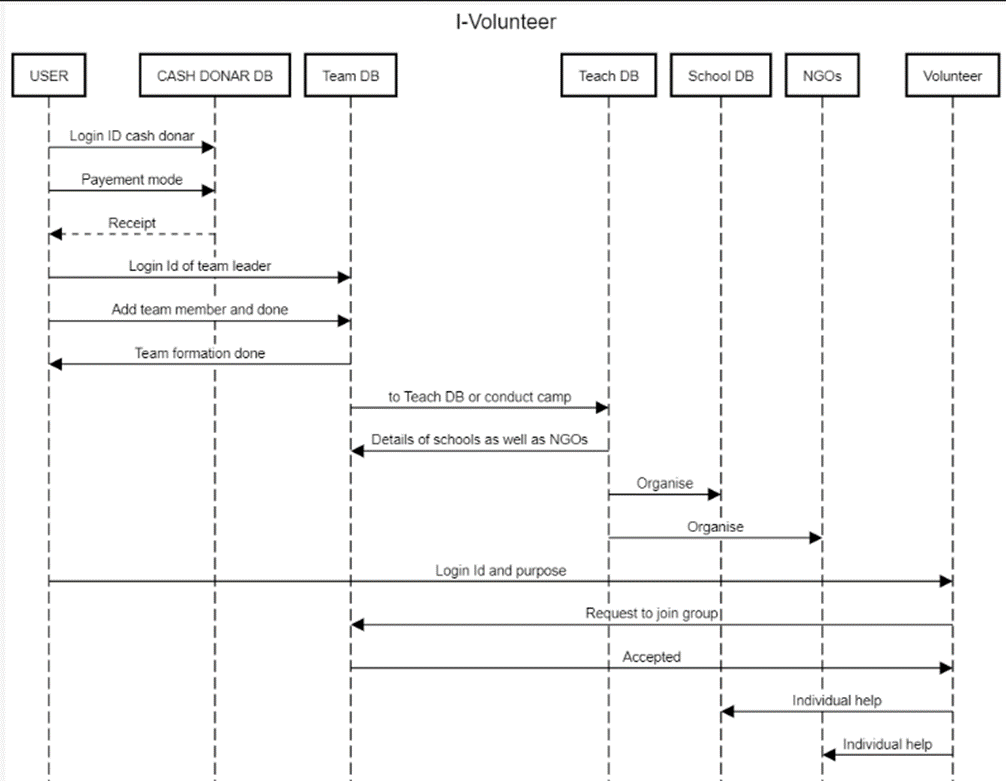 I-Volunteer
USER
CASH DONAR DB
Team DB
Teach DB
School DB
NGOs
Volunteer
Login ID cash donar
Payement mode
Receipt
Login Id of team leader
Add team member and done
Team formation done
to Teach DB or conduct camp
Details of schools as well as NGOs
Organise
Organise
Login Id and purpose
Request to join group
Accepted
Individual help
Individual help